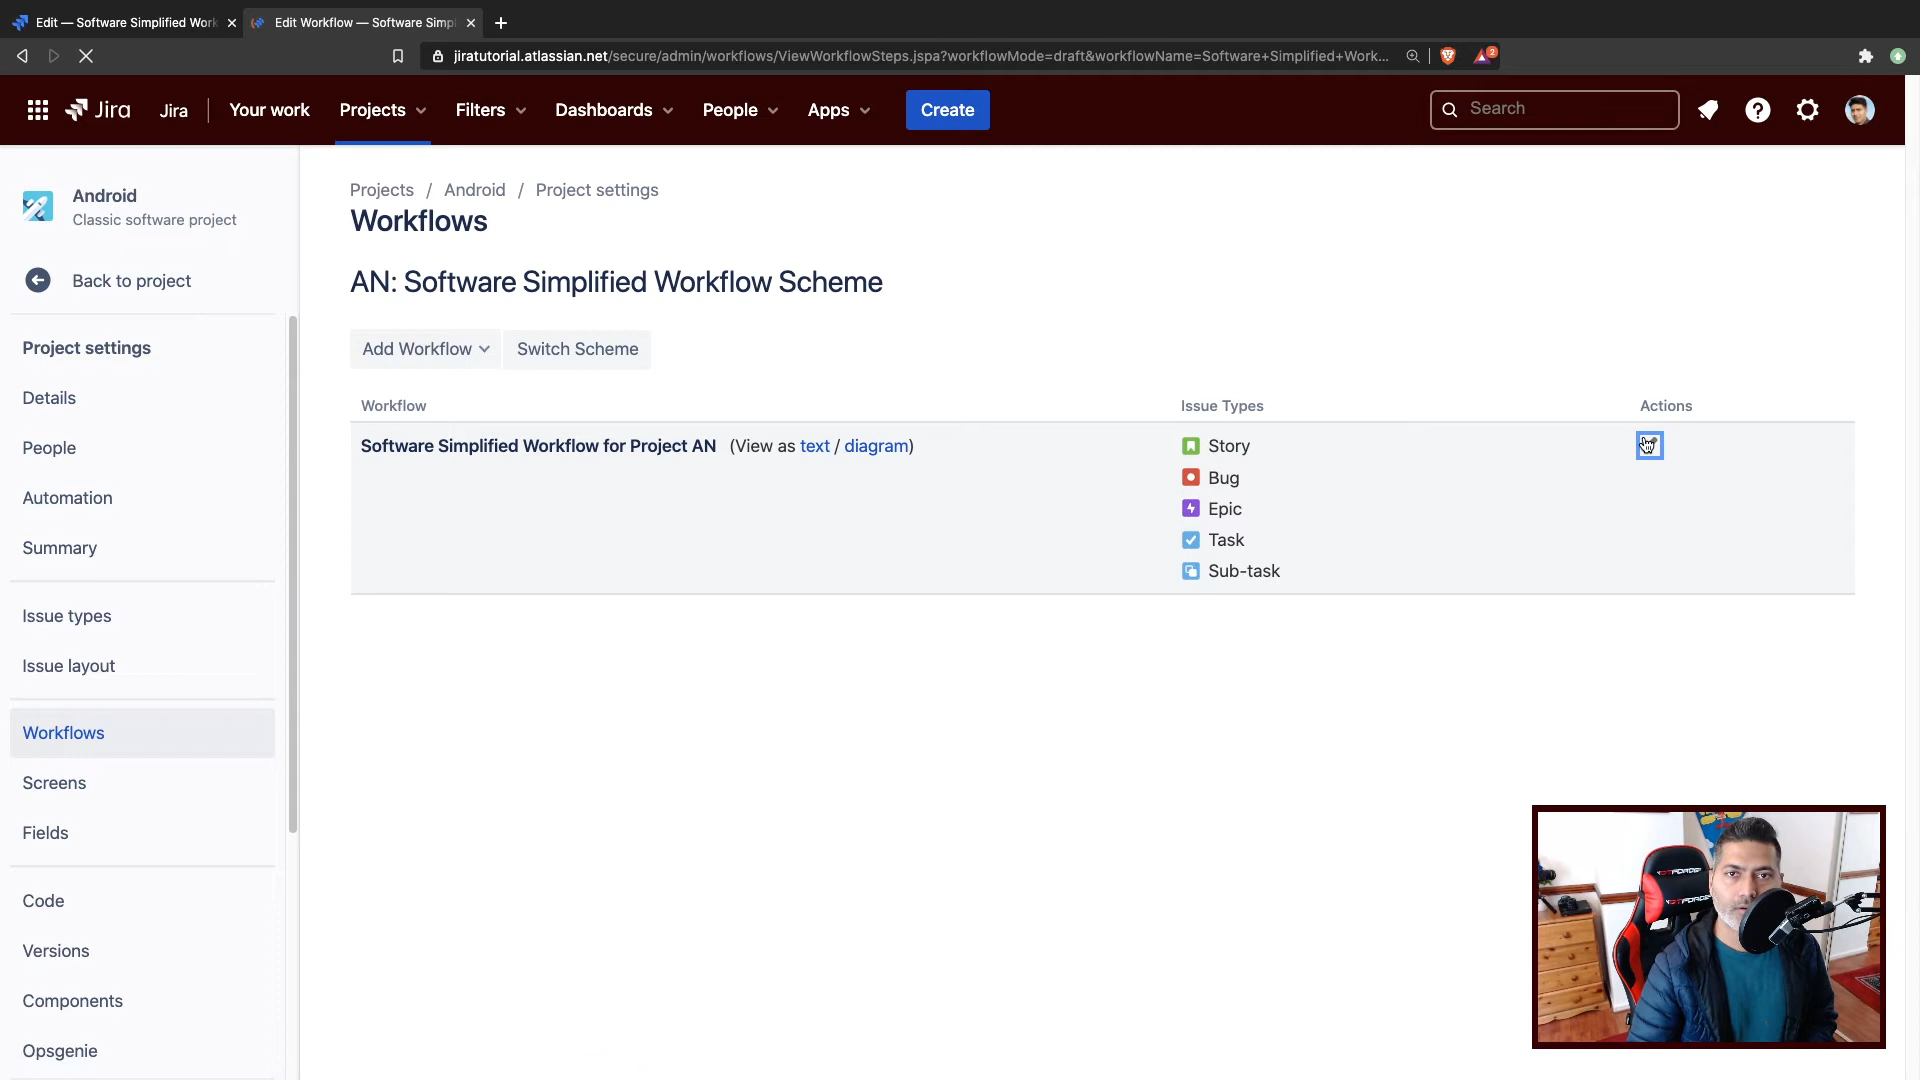 Edit — Software Simplified Work
Edit Workflow — Software Simpl
jiratutorial.atlassian.net/secure/admin/workflows/ViewWorkflowSteps.jspa?workflowMode=draft&workflowName=Software+Simplified+Work...
2
Jira
Jira
Your work
Projects
Filters
Dashboards
People
Apps
Create
Search
Android
Classic software project
Back to project
Project settings
Details
People
Automation
Summary
Issue types
Issue layout
Workflows
Screens
Fields
Code
Versions
Components
Opsgenie
Projects / Android / Project settings
Workflows
AN: Software Simplified Workflow Scheme
Add Workflow
Switch Scheme
Workflow Issue Types Actions
Software Simplified Workflow for Project AN (View as text / diagram)
Story
Bug
Epic
Task
Sub-task